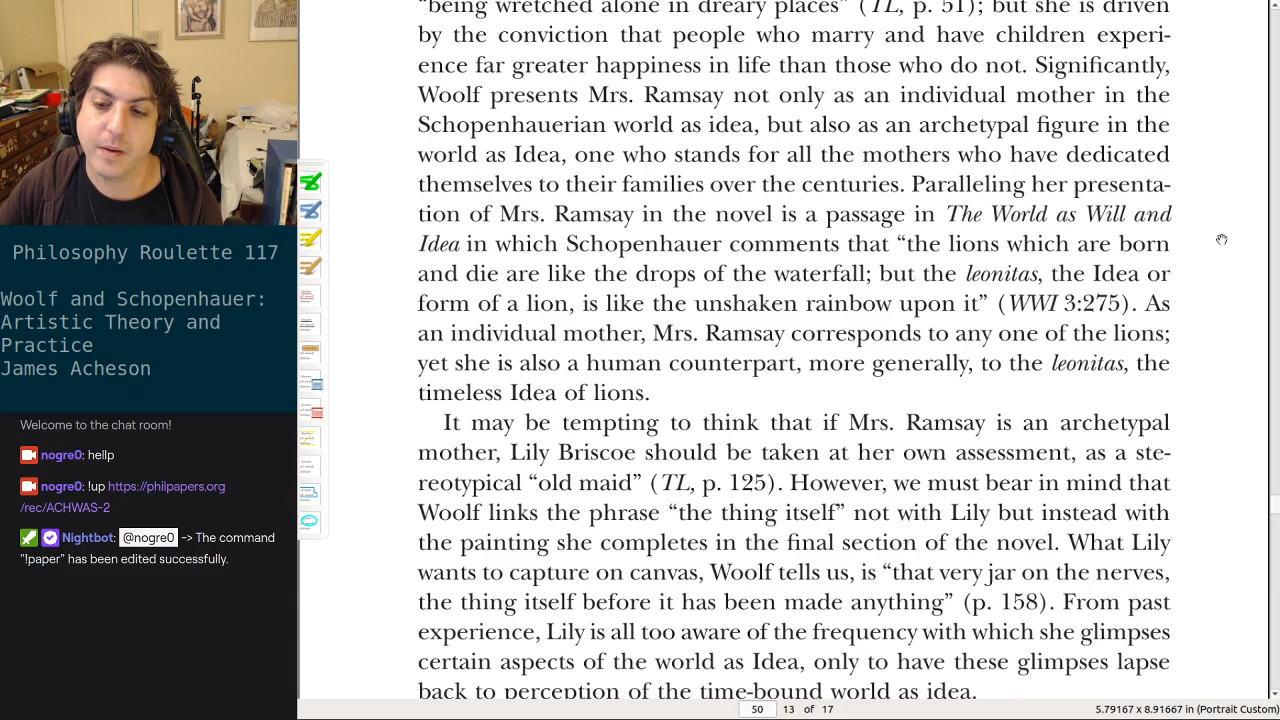 "being wretched alone in dreary places" (TL, p. 51); but she is driven
by the conviction that people who marry and have children experi-
ence far greater happiness in life than those who do not. Significantly,
Woolf presents Mrs. Ramsay not only as an individual mother in the
Schopenhauerian world as idea, but also as an archetypal figure in the
world as Idea, one who stands for all the mothers who have dedicated
themselves to their families over the centuries. Paralleling her presenta-
tion of Mrs. Ramsay in the novel is a passage in The World as Will and
Idea in which Schopenhauer comments that "the lions which are born
and die are like the drops of the waterfall; but the leonitas, the Idea or
form of the lion, is like the unshaken rainbow upon it" (3:275). As
an individual mother, Mrs. Ramsay corresponds to a drop of water;
yet she is also the human counterpart, more generally, to the leonitas, the
timeless Idea of lions.
It may be surprising to some that if Mrs. Ramsay is an archetypal
mother, Lily Briscoe should be taken, at her own assessment, as a ste-
reotypical "old maid" (TL, p. 123). However, we must bear in mind that
Woolf links the phrase "the thing itself" not to Lily but instead with
the painting she completes in the final section of the novel. What Lily
wants to capture on canvas, Woolf tells us, is "that very jar on the nerves,
the thing itself before it has been made anything" (p. 158). From past
experience, Lily is all too aware of the frequency with which she glimpses
certain aspects of the world as Idea, only to have these glimpses lapse
back to perception of the time-bound world as idea.
50 13 of 17 5.79167 x 8.91667 in (Portrait Custom)
Philosophy Roulette 117
Woolf and Schopenhauer:
Artistic Theory and
Practice
James Acheson
Welcome to the chat room!
nogre0: hellp
nogre0: !up https://philpapers.org
/rec/ACHWAS-2
Nightbot: @nogre0 -> The command
"!paper" has been edited successfully.